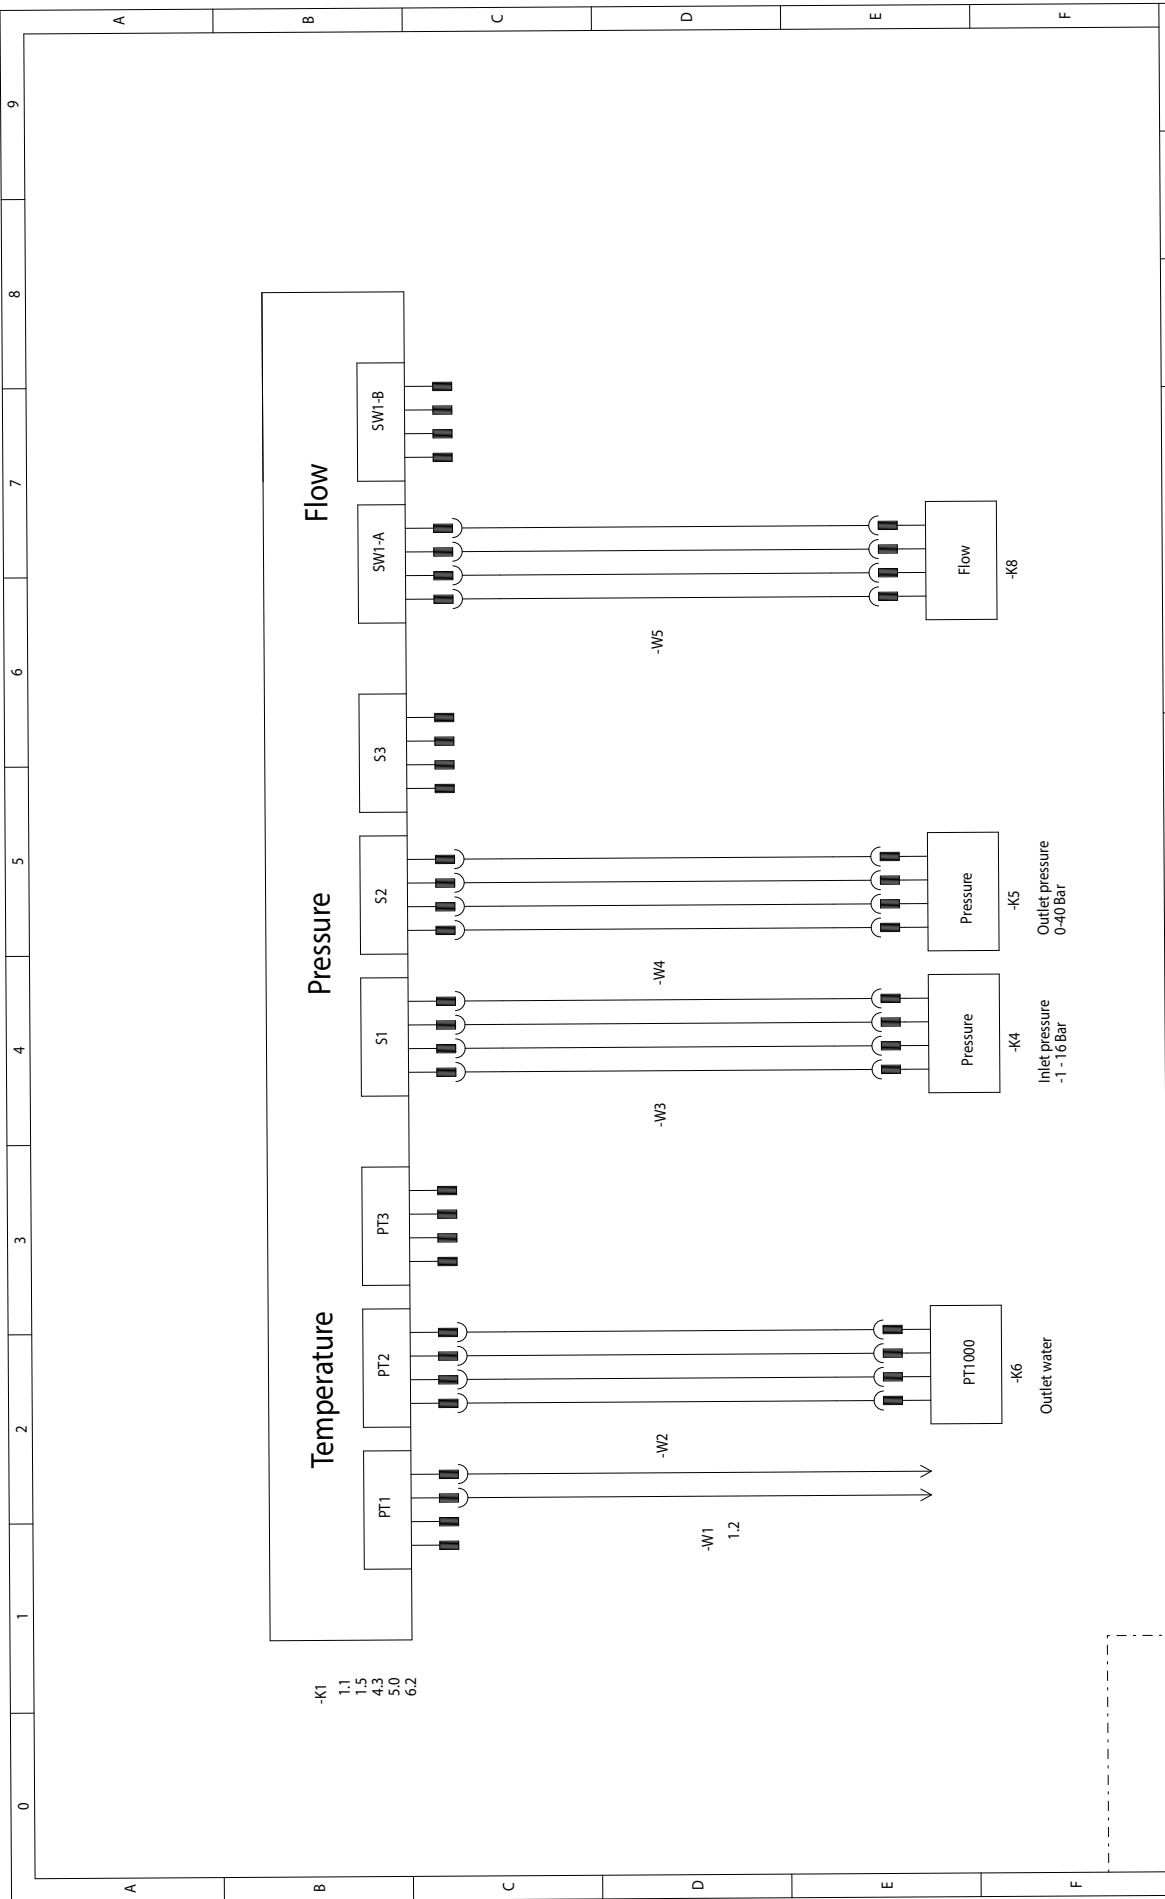 0
1
2
3
4
5
6
7
8
9
A
B
C
D
E
F
A
B
C
D
E
F
-K1
1.1
1.5
4.3
5.0
6.2
Temperature
Pressure
Flow
PT1
PT2
PT3
S1
S2
S3
SW1-A
SW1-B
-W1
1.2
-W2
-W3
-W4
-W5
PT1000
-K6
Outlet water
Pressure
-K4
Inlet pressure
-1 - 16 Bar
Pressure
-K5
Outlet pressure
0-40 Bar
Flow
-K8